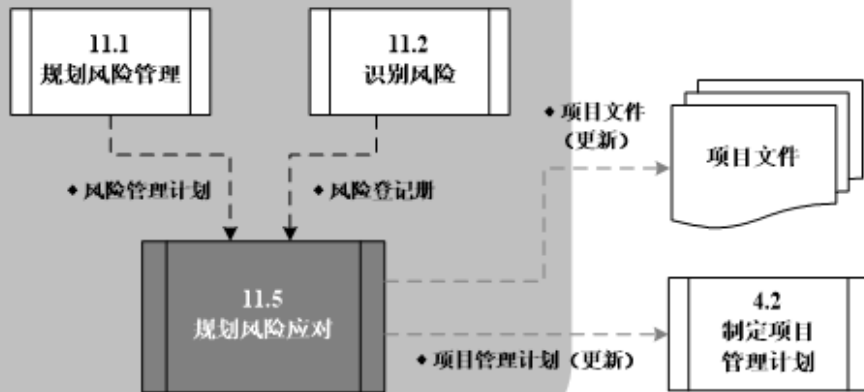 11.1
规划风险管理
11.2
识别风险
◆ 项目文件
（更新）
项目文件
◆ 风险管理计划
◆ 风险登记册
11.5
规划风险应对
4.2
制定项目
管理计划
◆ 项目管理计划（更新）